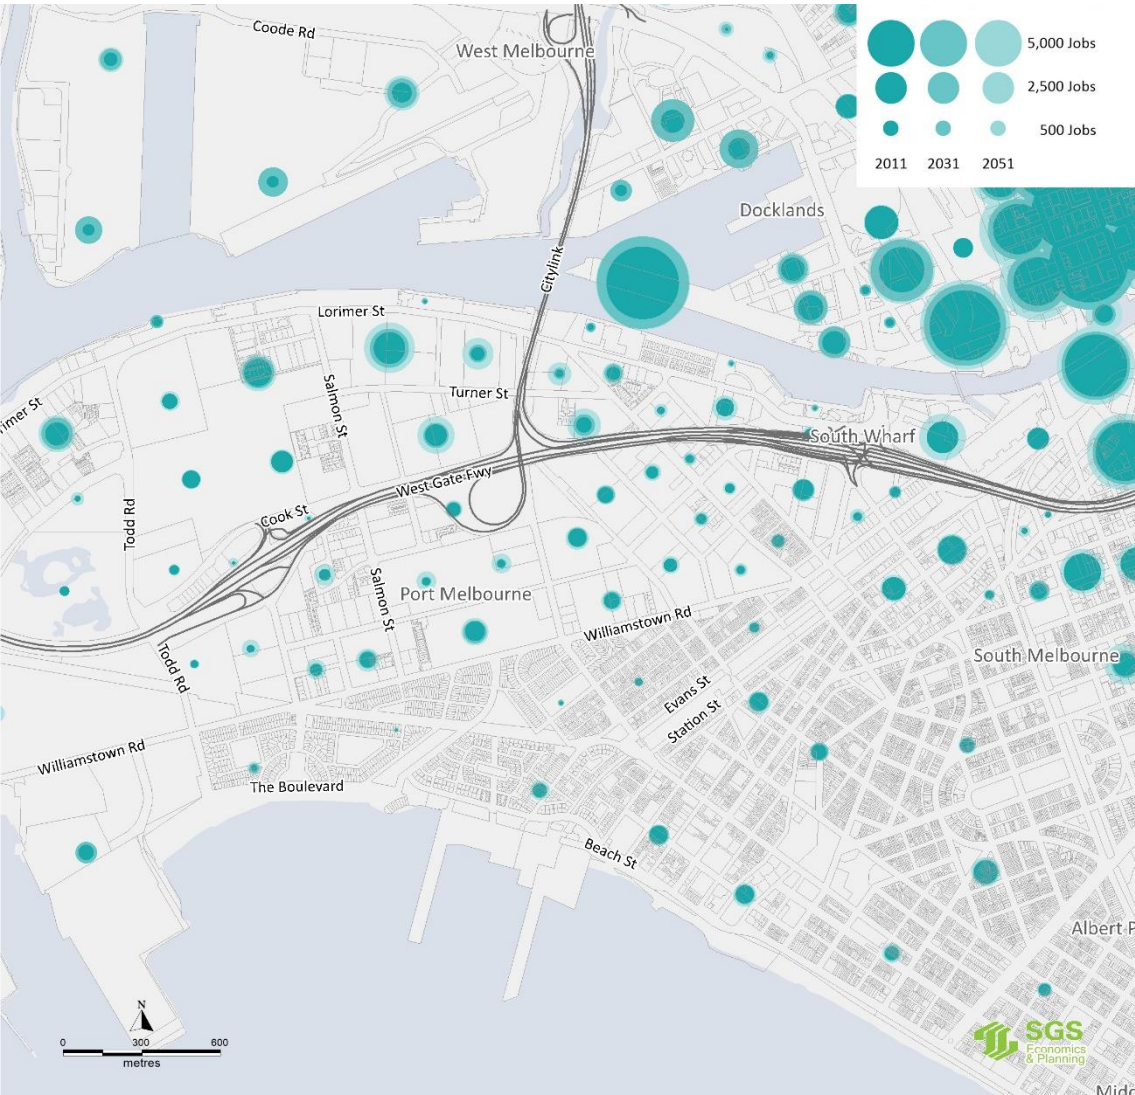 Coode Rd
West Melbourne
5,000 Jobs
2,500 Jobs
500 Jobs
2011 2031 2051
Docklands
Citylink
Lorimer St
Turner St
Salmon St
South Wharf
West Gate Fwy
Todd Rd
Cook St
Salmon St
Port Melbourne
Williamstown Rd
South Melbourne
Todd Rd
Evans St
Station St
Williamstown Rd
The Boulevard
Beach St
Albert P
N
0 300 600
metres
SGS
Economics
& Planning